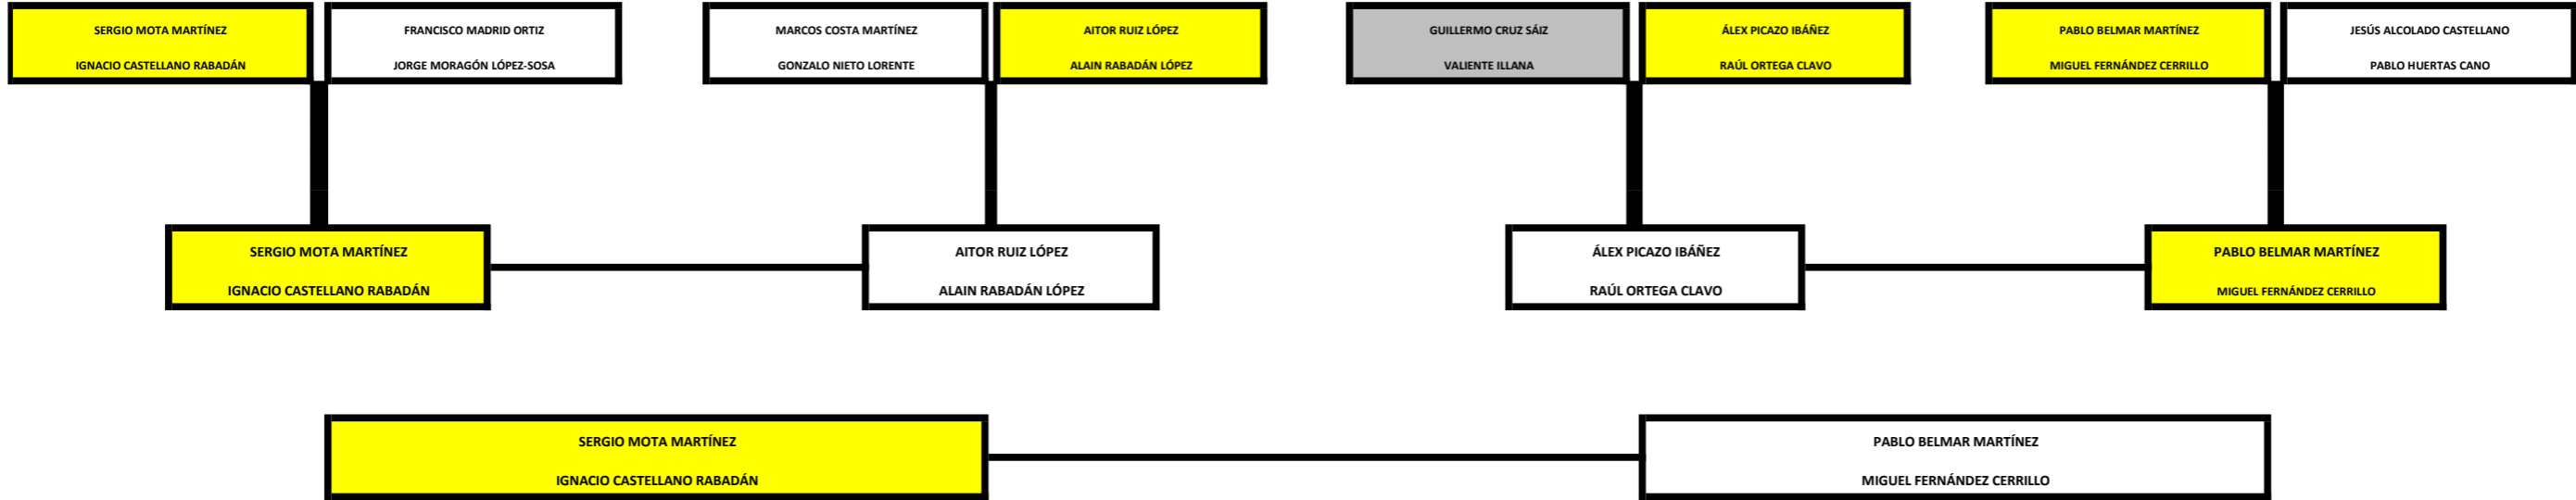 SERGIO MOTA MARTÍNEZ
IGNACIO CASTELLANO RABADÁN
FRANCISCO MADRID ORTIZ
JORGE MORAGÓN LÓPEZ-SOSA
MARCOS COSTA MARTÍNEZ
GONZALO NIETO LORENTE
AITOR RUIZ LÓPEZ
ALAIN RABADÁN LÓPEZ
GUILLERMO CRUZ SÁIZ
VALIENTE ILLANA
ÁLEX PICAZO IBÁÑEZ
RAÚL ORTEGA CLAVO
PABLO BELMAR MARTÍNEZ
MIGUEL FERNÁNDEZ CERRILLO
JESÚS ALCOLADO CASTELLANO
PABLO HUERTAS CANO
SERGIO MOTA MARTÍNEZ
IGNACIO CASTELLANO RABADÁN
AITOR RUIZ LÓPEZ
ALAIN RABADÁN LÓPEZ
ÁLEX PICAZO IBÁÑEZ
RAÚL ORTEGA CLAVO
PABLO BELMAR MARTÍNEZ
MIGUEL FERNÁNDEZ CERRILLO
SERGIO MOTA MARTÍNEZ
IGNACIO CASTELLANO RABADÁN
PABLO BELMAR MARTÍNEZ
MIGUEL FERNÁNDEZ CERRILLO